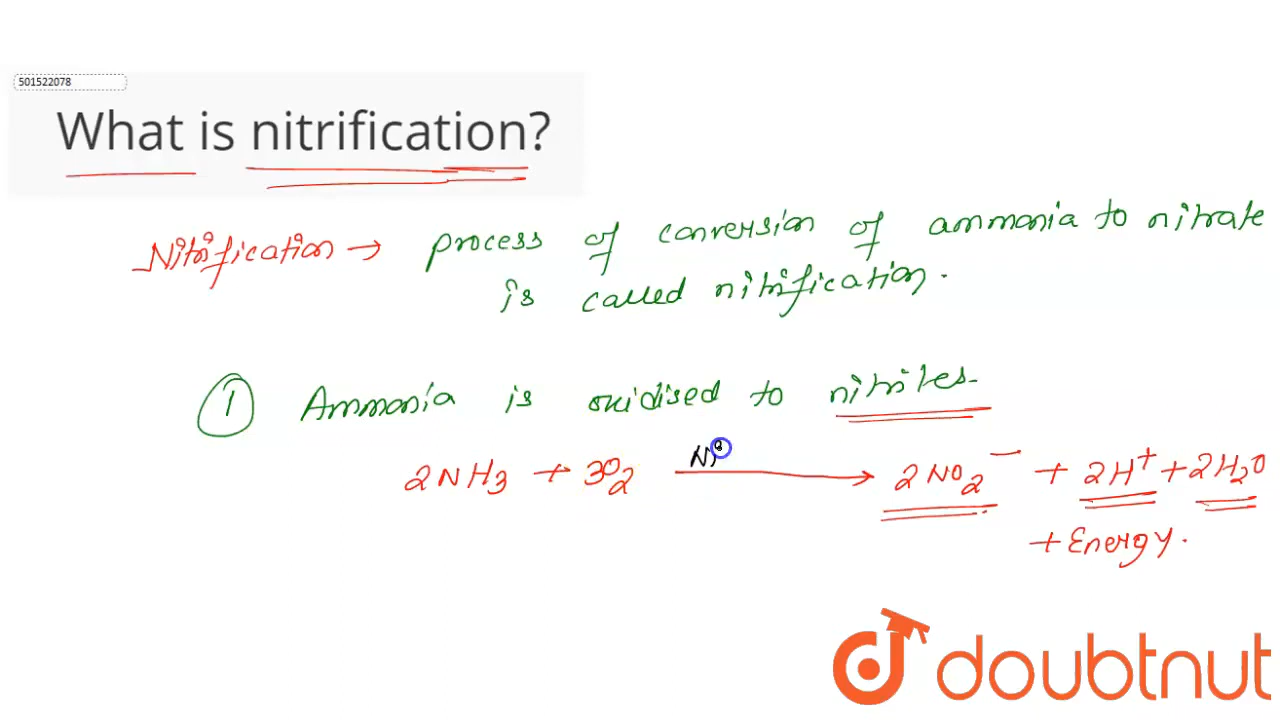 501522078
What is nitrification?
Nitrification → process of conversion of ammonia to nitrate
is called nitrification.
① Ammonia is oxidised to nitrites.
Ni
2NH3 + 3O2 → 2NO2⁻ + 2H⁺ + 2H2O
+ Energy.
doubtnut